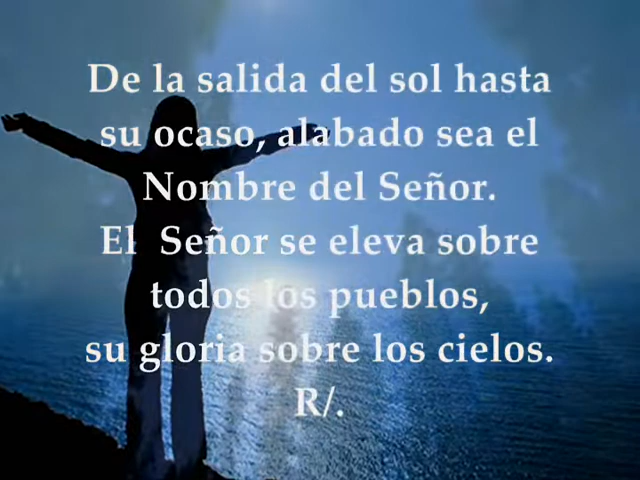 De la salida del sol hasta
su ocaso, alabado sea el
Nombre del Señor.
El  Señor se eleva sobre
todos los pueblos,
su gloria sobre los cielos.
R/.